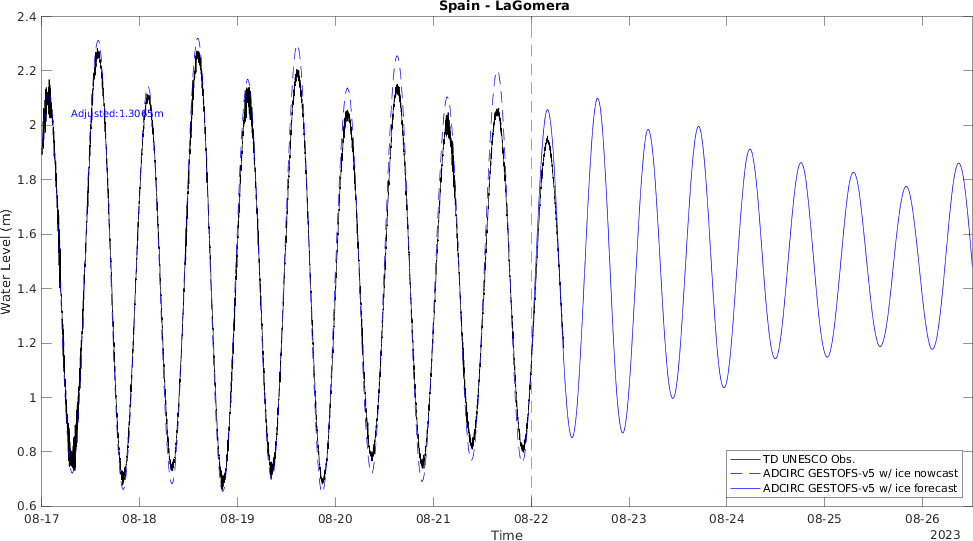 Spain - LaGomera
2.4
2.2
2
1.8
1.6
1.4
1.2
1
0.8
0.6
Water Level (m)
Adjusted:1.3065m
TD UNESCO Obs.
ADCIRC GESTOFS-v5 w/ ice nowcast
ADCIRC GESTOFS-v5 w/ ice forecast
08-17 08-18 08-19 08-20 08-21 08-22 08-23 08-24 08-25 08-26
Time
2023